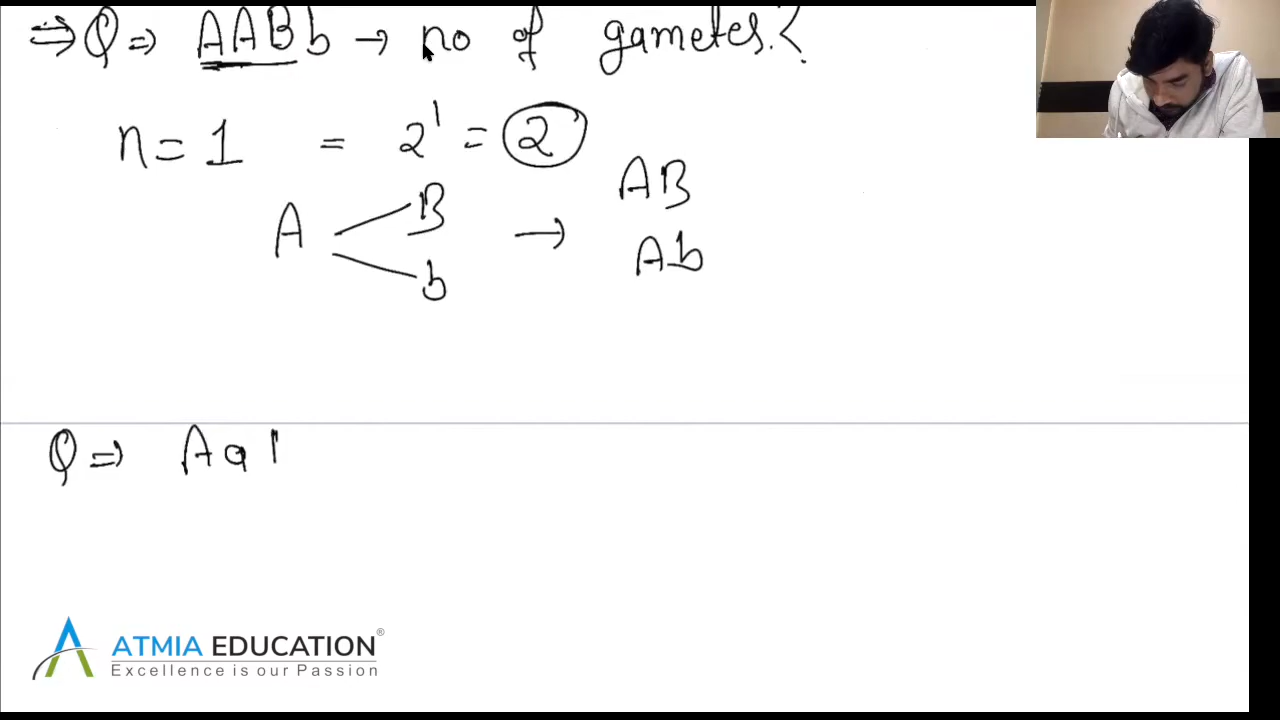 ⇒ Q ⇒ AABb → no of gametes.?
n = 1 = 2¹ = 2
A B b → AB Ab
Q ⇒ Aa
ATMIA EDUCATION®
Excellence is our Passion